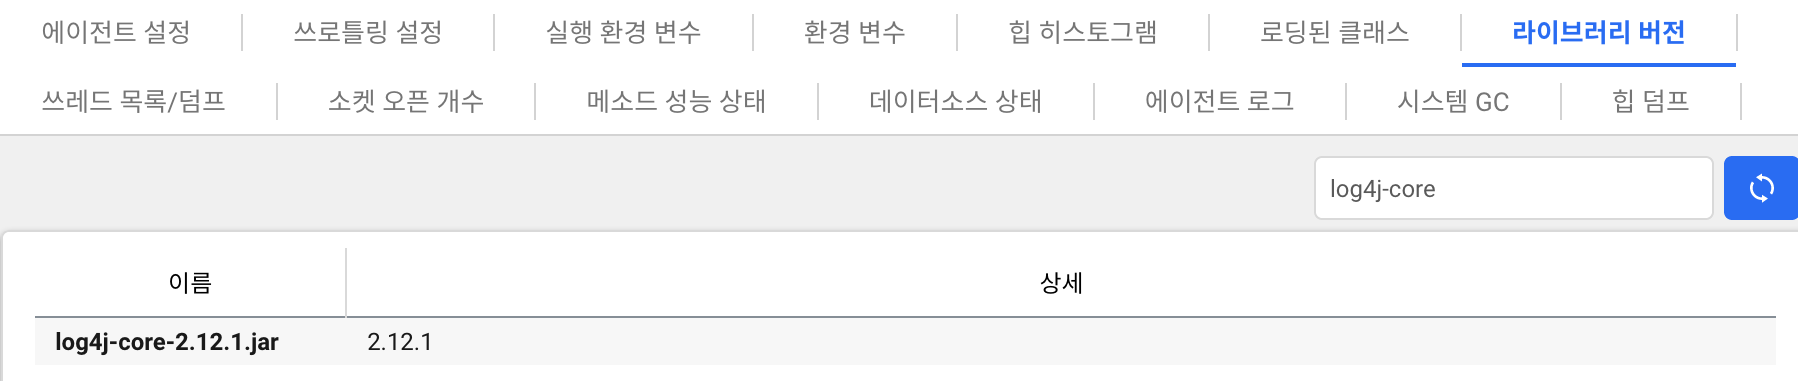 에이전트 설정 쓰로틀링 설정 실행 환경 변수 환경 변수 힙 히스토그램 로딩된 클래스 라이브러리 버전
쓰레드 목록/덤프 소켓 오픈 개수 메소드 성능 상태 데이터소스 상태 에이전트 로그 시스템 GC 힙 덤프
log4j-core
이름 상세
log4j-core-2.12.1.jar 2.12.1